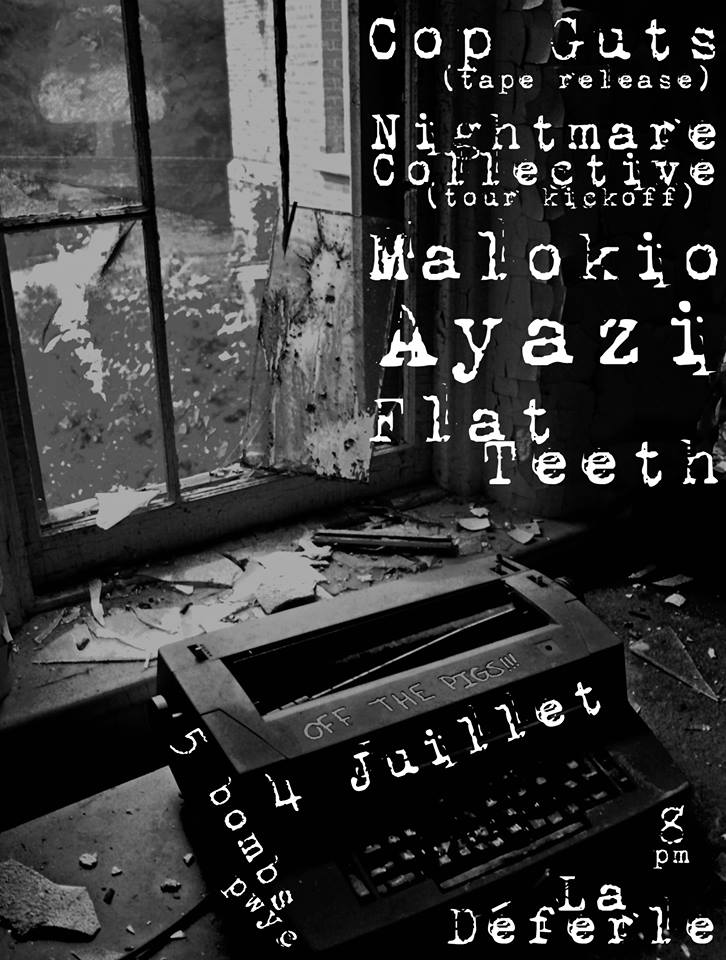 Cop Guts
(tape release)
Nightmare
Collective
(tour kickoff)
Malokio
Ayazi
Flat
Teeth
OFF THE PIGS!!!
4 Juillet
5 bombs
pwyc
8
pm
La
Déferle